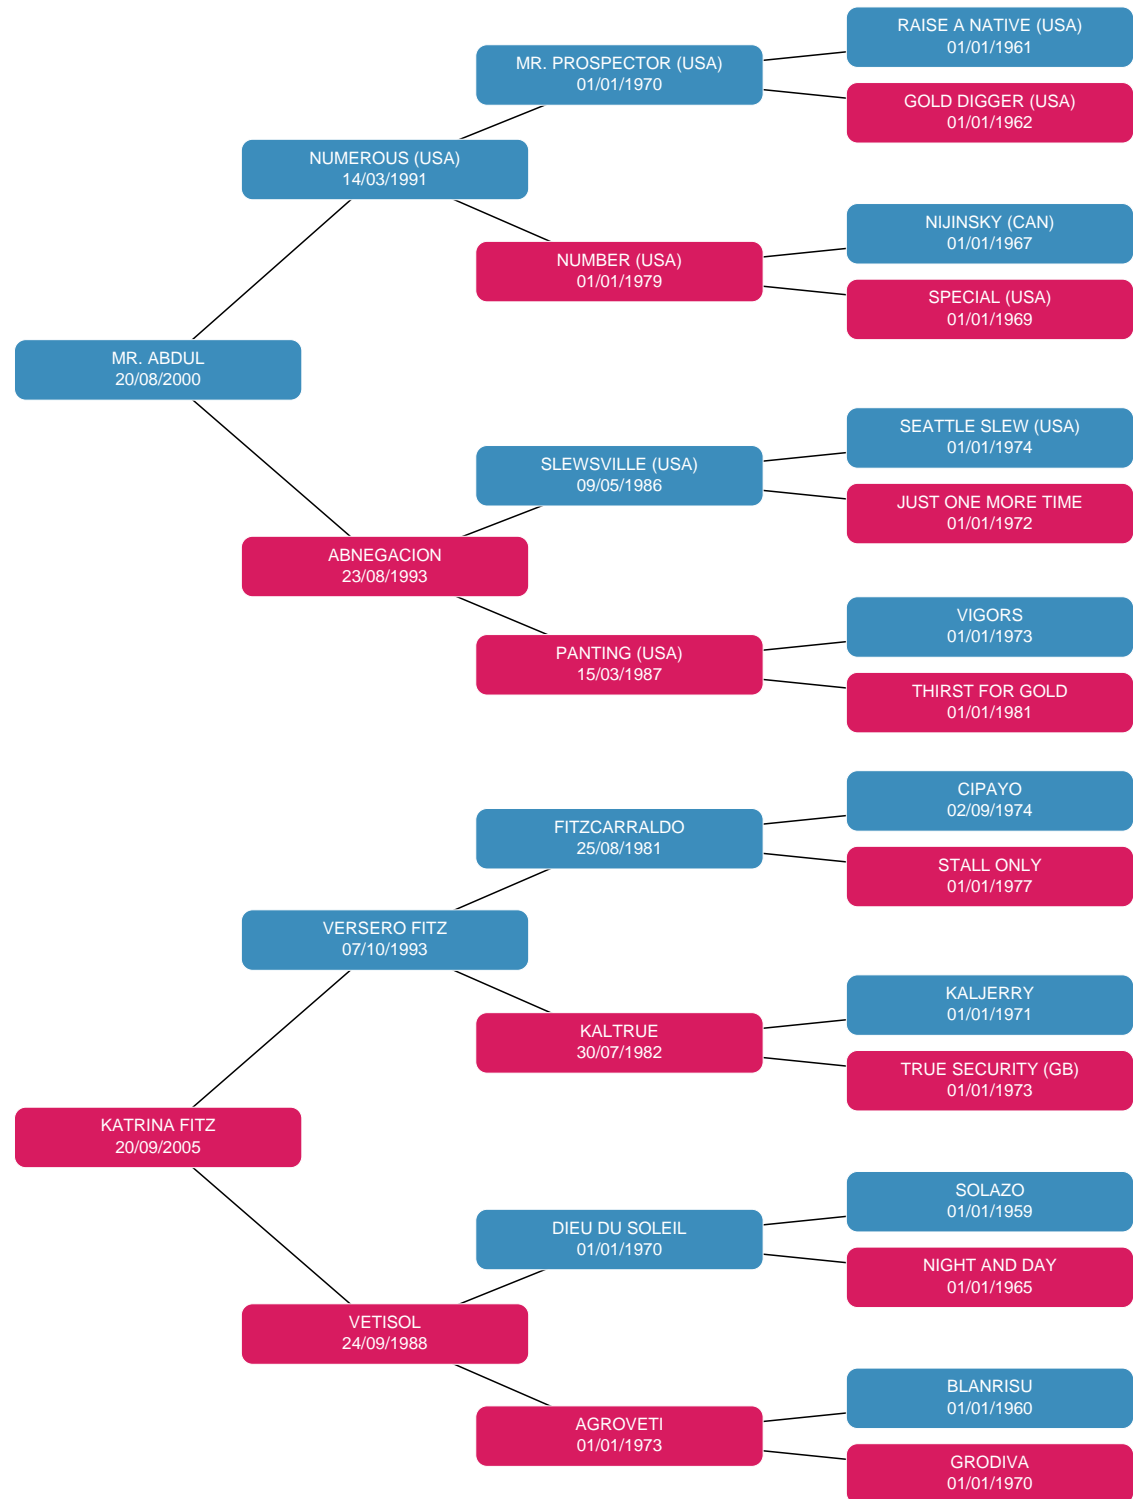 RAISE A NATIVE (USA)
01/01/1961
MR. PROSPECTOR (USA)
01/01/1970
GOLD DIGGER (USA)
01/01/1962
NUMEROUS (USA)
14/03/1991
NIJINSKY (CAN)
01/01/1967
NUMBER (USA)
01/01/1979
SPECIAL (USA)
01/01/1969
MR. ABDUL
20/08/2000
SEATTLE SLEW (USA)
01/01/1974
SLEWSVILLE (USA)
09/05/1986
JUST ONE MORE TIME
01/01/1972
ABNEGACION
23/08/1993
VIGORS
01/01/1973
PANTING (USA)
15/03/1987
THIRST FOR GOLD
01/01/1981
CIPAYO
02/09/1974
FITZCARRALDO
25/08/1981
STALL ONLY
01/01/1977
VERSERO FITZ
07/10/1993
KALJERRY
01/01/1971
KALTRUE
30/07/1982
TRUE SECURITY (GB)
01/01/1973
KATRINA FITZ
20/09/2005
SOLAZO
01/01/1959
DIEU DU SOLEIL
01/01/1970
NIGHT AND DAY
01/01/1965
VETISOL
24/09/1988
BLANRISU
01/01/1960
AGROVETI
01/01/1973
GRODIVA
01/01/1970